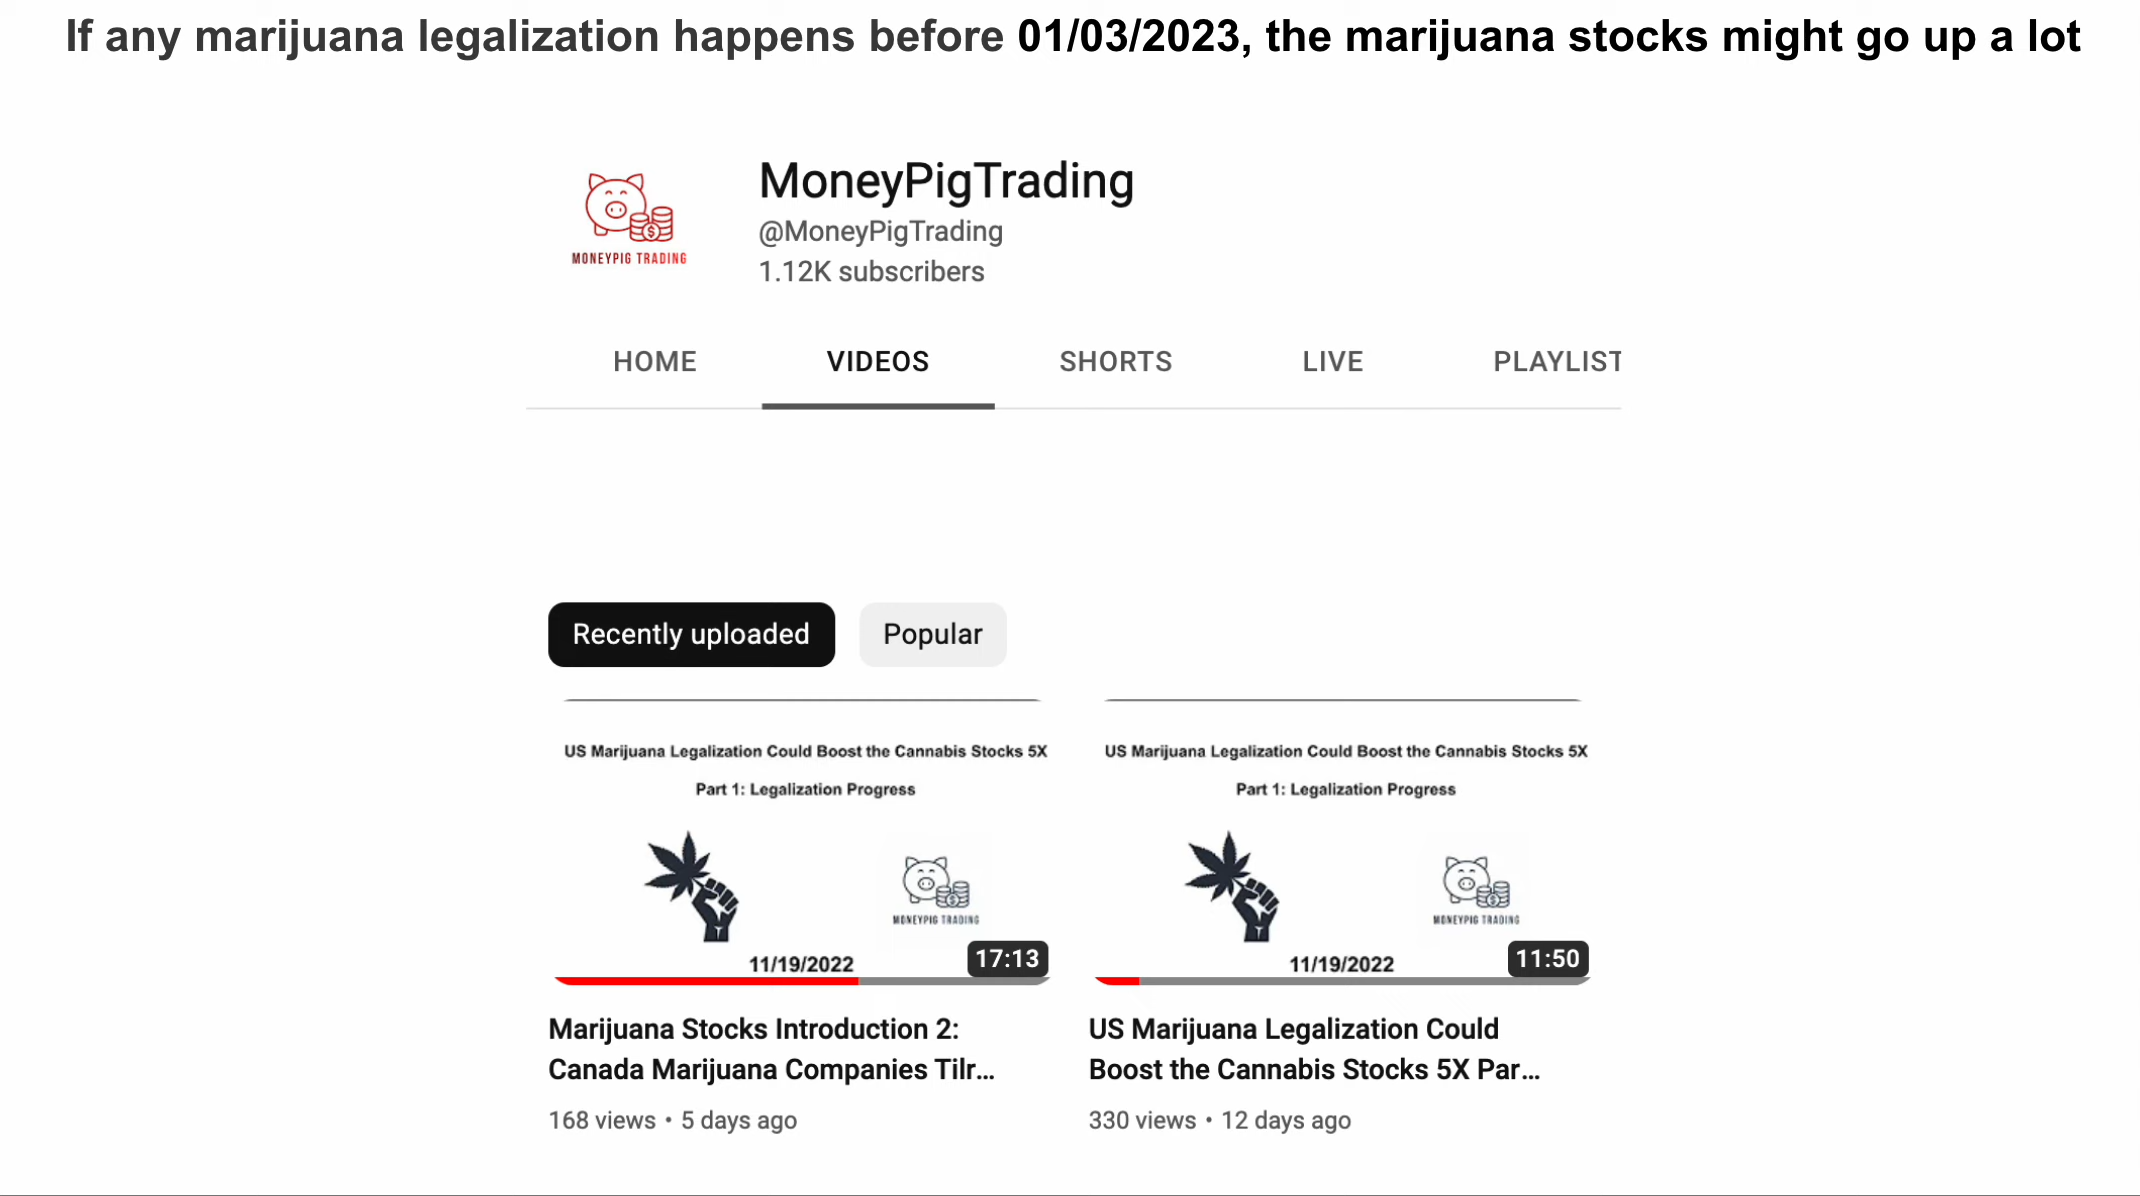 If any marijuana legalization happens before 01/03/2023, the marijuana stocks might go up a lot
MONEYPIG TRADING
MoneyPigTrading
@MoneyPigTrading
1.12K subscribers
HOME VIDEOS SHORTS LIVE PLAYLIST
Recently uploaded Popular
US Marijuana Legalization Could Boost the Cannabis Stocks 5X
Part 1: Legalization Progress
MONEYPIG TRADING
11/19/2022
17:13
Marijuana Stocks Introduction 2:
Canada Marijuana Companies Tilr...
168 views • 5 days ago
US Marijuana Legalization Could Boost the Cannabis Stocks 5X
Part 1: Legalization Progress
MONEYPIG TRADING
11/19/2022
11:50
US Marijuana Legalization Could
Boost the Cannabis Stocks 5X Par...
330 views • 12 days ago